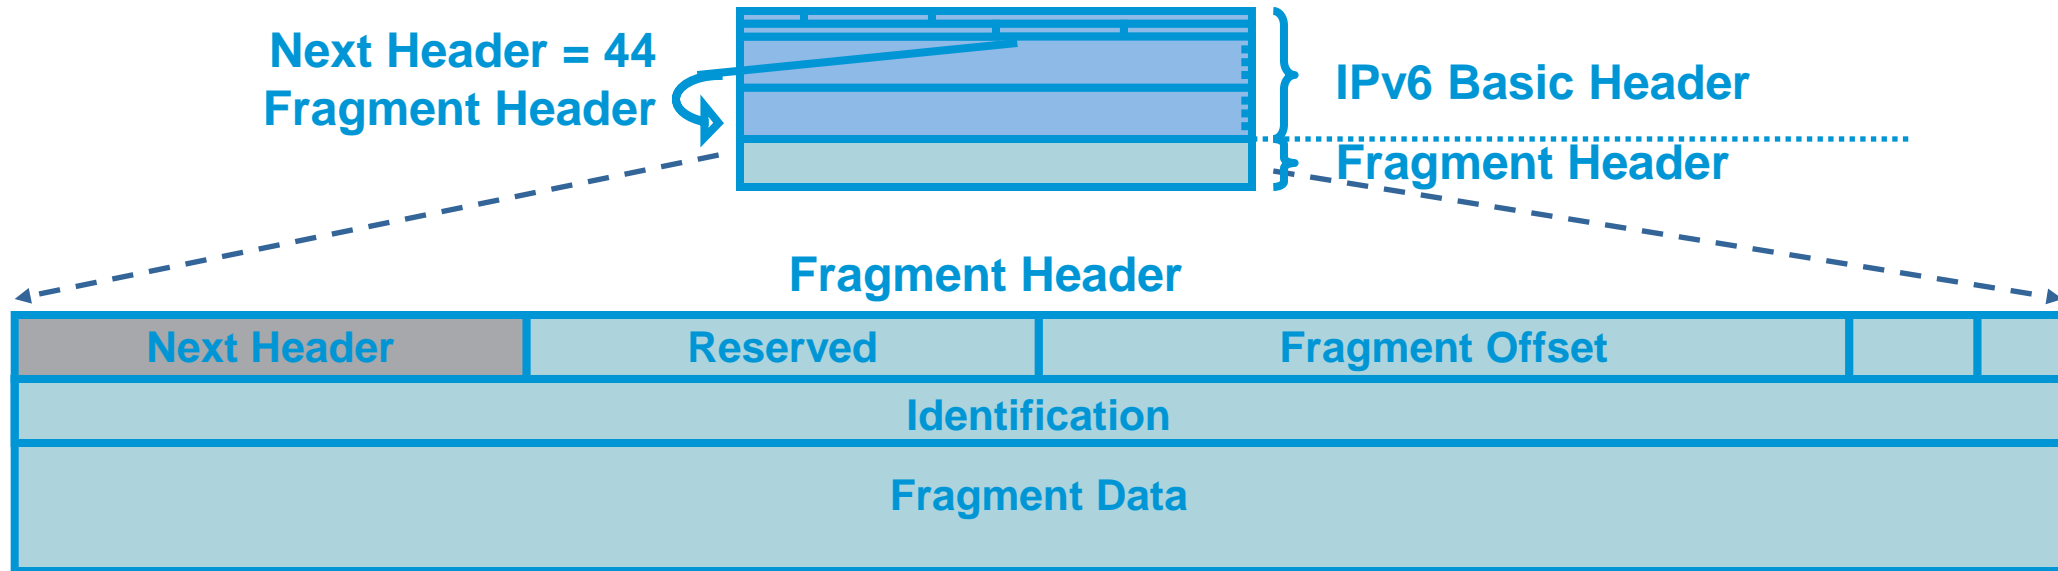 Next Header = 44
Fragment Header
IPv6 Basic Header
Fragment Header
Fragment Header
Next Header
Reserved
Fragment Offset
Identification
Fragment Data